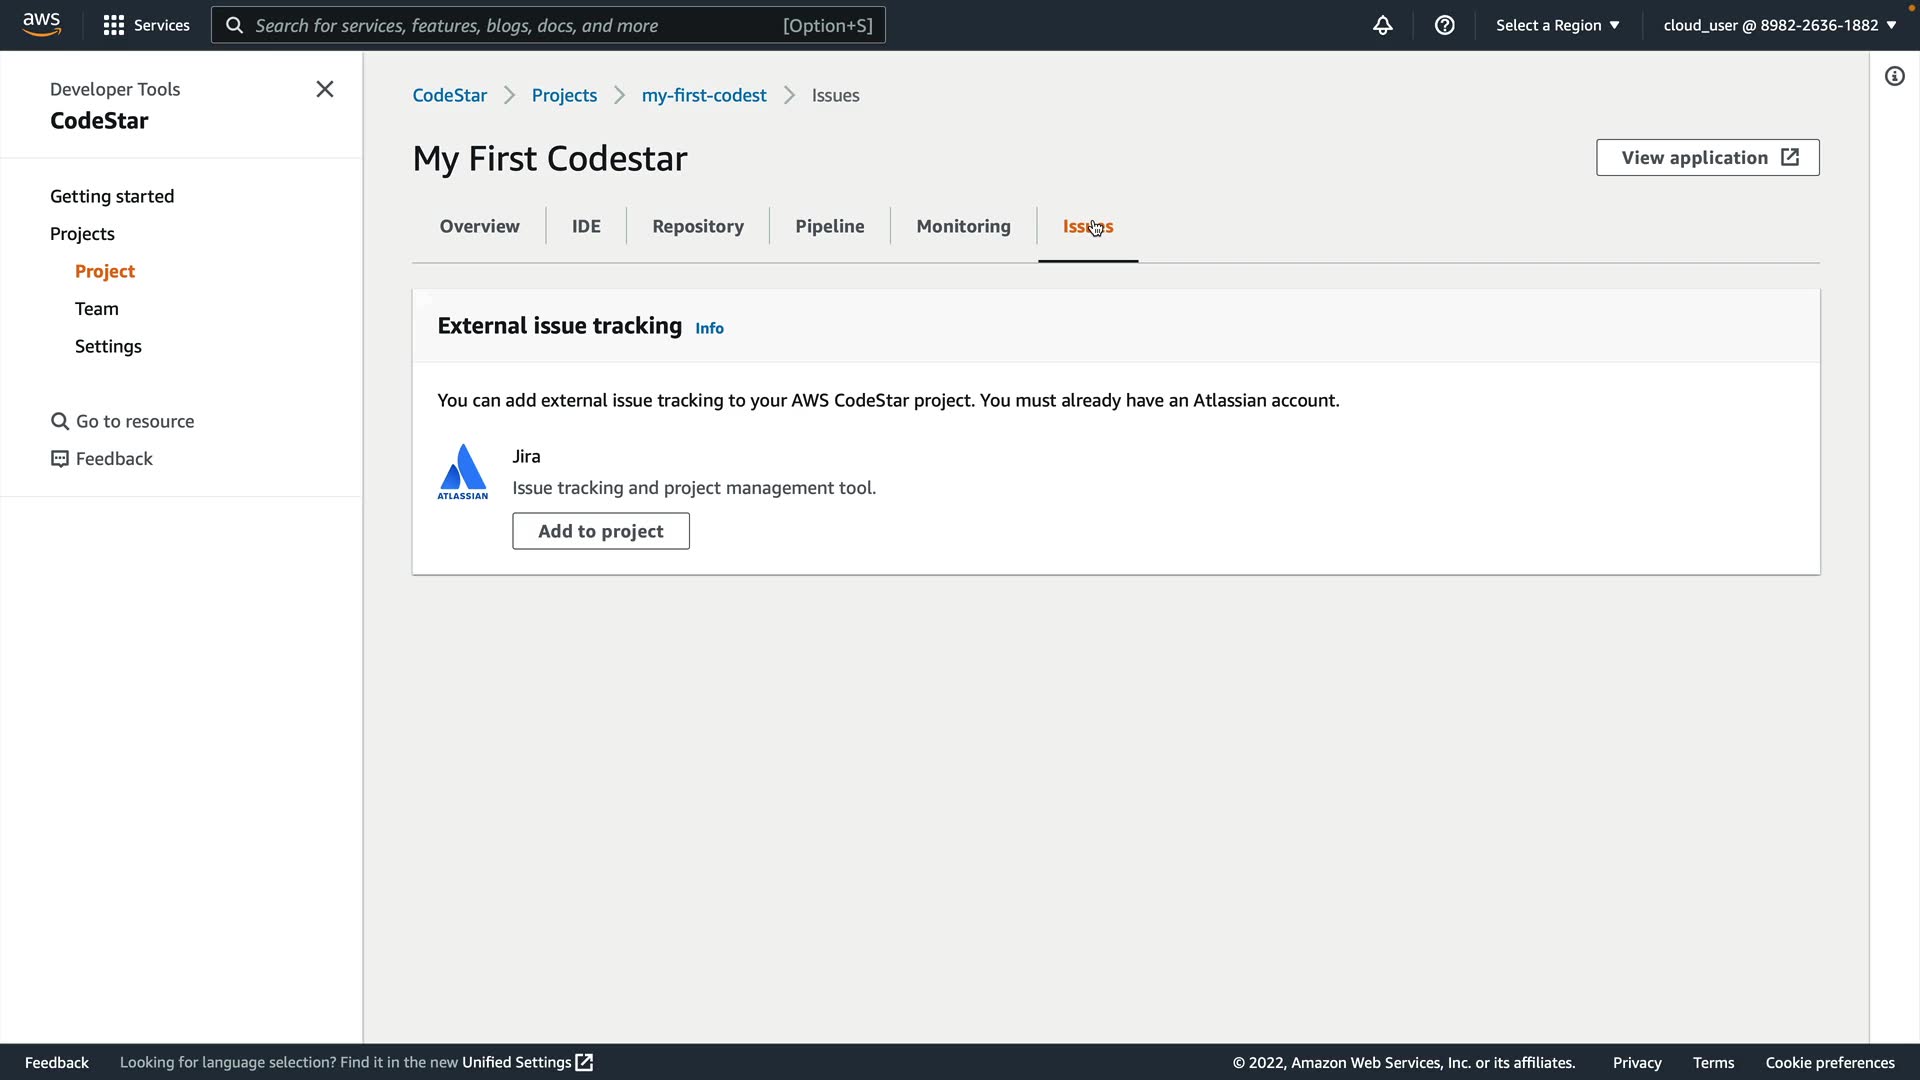 aws
Services
Search for services, features, blogs, docs, and more [Option+S]
Select a Region
cloud_user @ 8982-2636-1882
Developer Tools
CodeStar
Getting started
Projects
Project
Team
Settings
Go to resource
Feedback
CodeStar
Projects
my-first-codest
Issues
My First Codestar
View application
Overview
IDE
Repository
Pipeline
Monitoring
Issues
External issue tracking Info
You can add external issue tracking to your AWS CodeStar project. You must already have an Atlassian account.
ATLASSIAN
Jira
Issue tracking and project management tool.
Add to project
Feedback
Looking for language selection? Find it in the new Unified Settings
© 2022, Amazon Web Services, Inc. or its affiliates.
Privacy
Terms
Cookie preferences